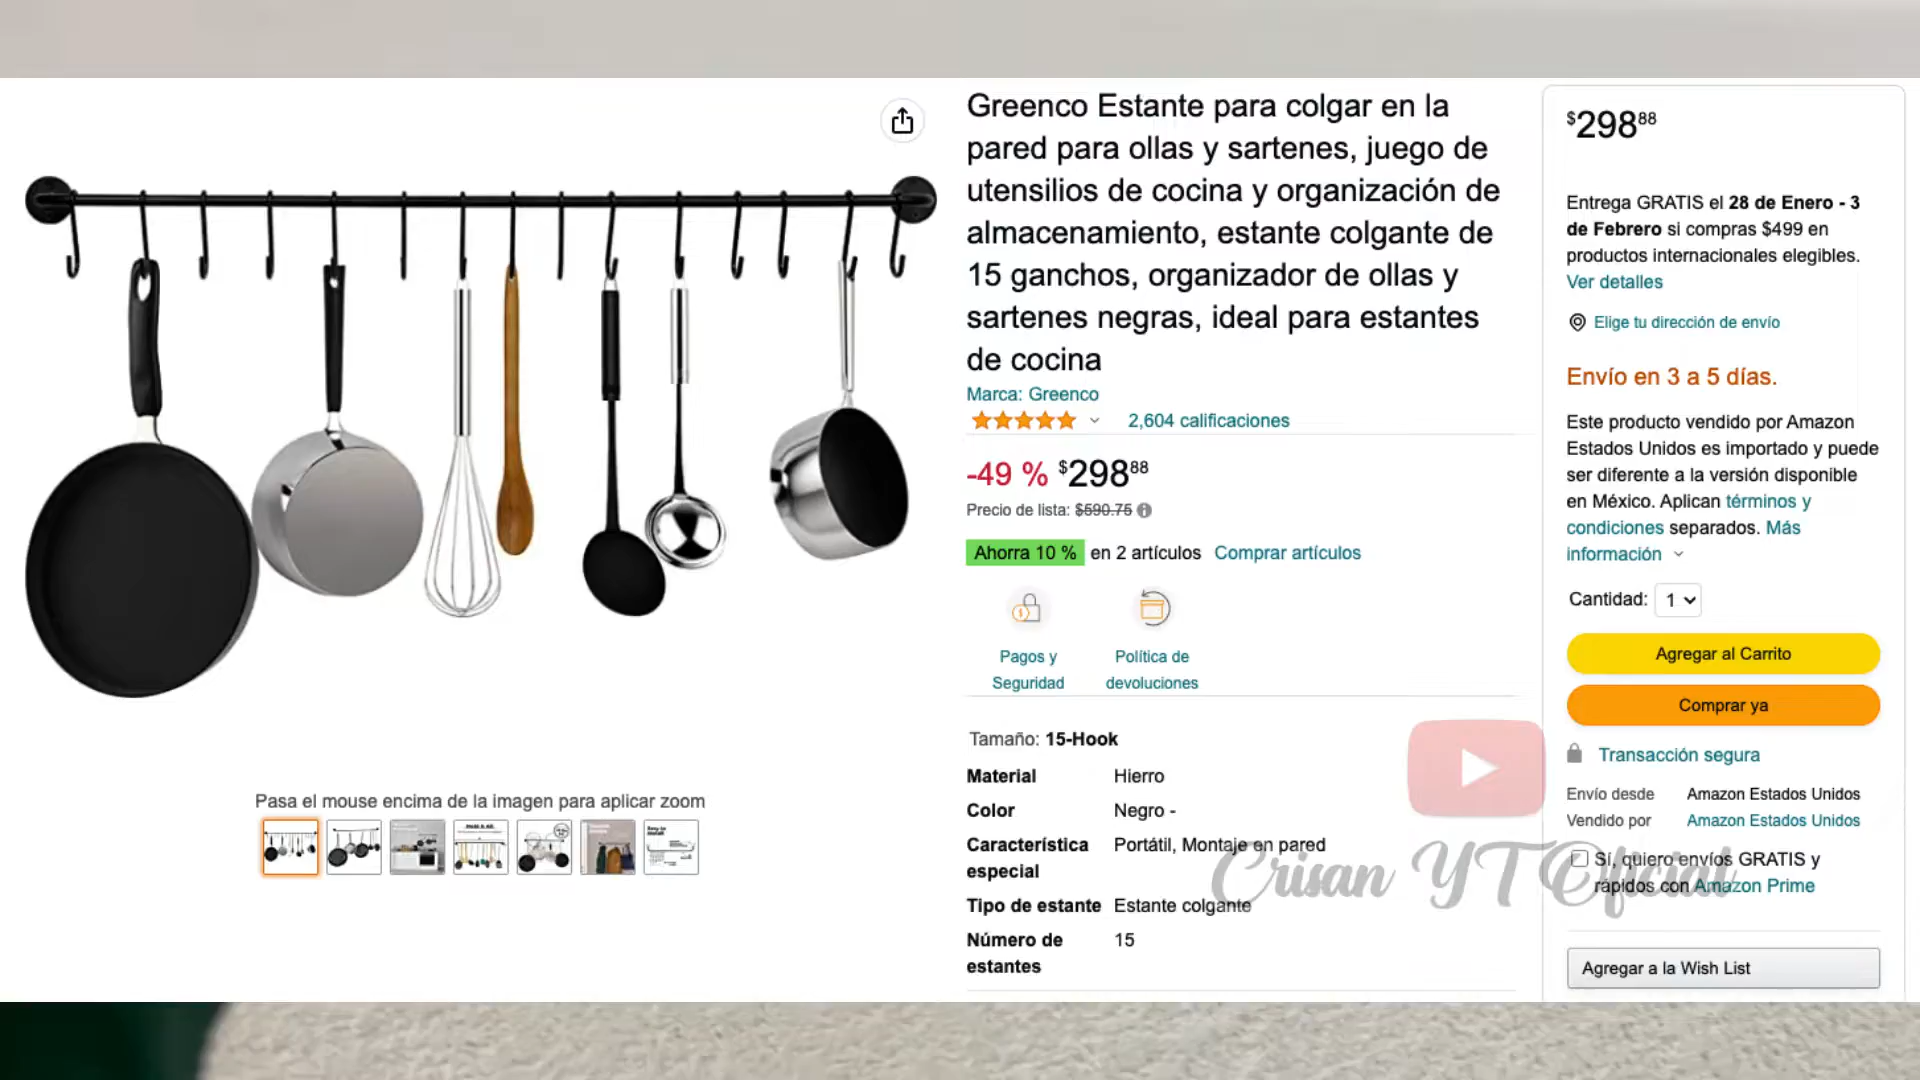 Greenco Estante para colgar en la
pared para ollas y sartenes, juego de
utensilios de cocina y organización de
almacenamiento, estante colgante de
15 ganchos, organizador de ollas y
sartenes negras, ideal para estantes
de cocina
Marca: Greenco
2,604 calificaciones
-49 % $298 88
Precio de lista: $590.75
Ahorra 10 % en 2 artículos Comprar artículos
Pagos y
Seguridad
Política de
devoluciones
Tamaño: 15-Hook
Material Hierro
Color Negro -
Característica Portátil, Montaje en pared
especial
Tipo de estante Estante colgante
Número de 15
estantes
Pasa el mouse encima de la imagen para aplicar zoom
$298 88
Entrega GRATIS el 28 de Enero - 3
de Febrero si compras $499 en
productos internacionales elegibles.
Ver detalles
Elige tu dirección de envío
Envío en 3 a 5 días.
Este producto vendido por Amazon
Estados Unidos es importado y puede
ser diferente a la versión disponible
en México. Aplican términos y
condiciones separados. Más
información
Cantidad: 1
Agregar al Carrito
Comprar ya
Transacción segura
Envío desde Amazon Estados Unidos
Vendido por Amazon Estados Unidos
Sí, quiero envíos GRATIS y
rápidos con Amazon Prime
Agregar a la Wish List
Crisan YT Oficial